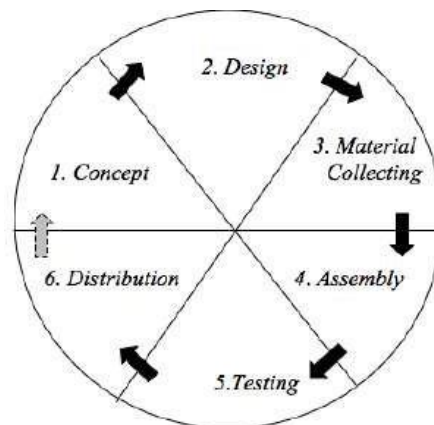 1. Concept
2. Design
3. Material
Collecting
4. Assembly
5.Testing
6. Distribution